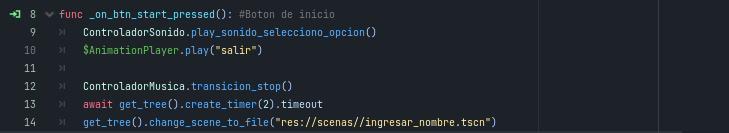 8 func _on_btn_start_pressed(): #Boton de inicio
9 ControladorSonido.play_sonido_selecciono_opcion()
10 $AnimationPlayer.play("salir")
11
12 ControladorMusica.transicion_stop()
13 await get_tree().create_timer(2).timeout
14 get_tree().change_scene_to_file("res://scenas//ingresar_nombre.tscn")